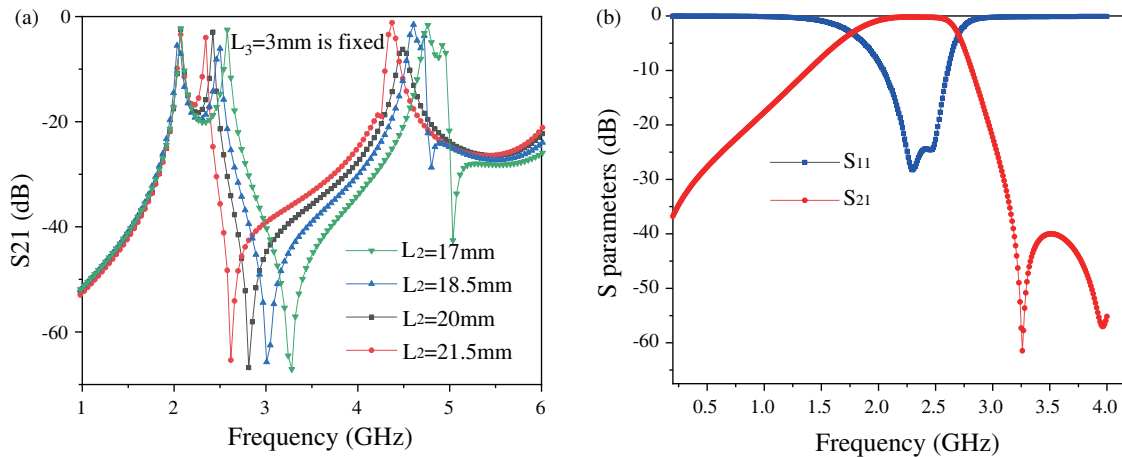 (a)
L3=3mm is fixed
0
-20
-40
-60
S21 (dB)
L2=17mm
L2=18.5mm
L2=20mm
L2=21.5mm
1 2 3 4 5 6
Frequency (GHz)
(b)
0
-10
-20
-30
-40
-50
-60
S parameters (dB)
S11
S21
0.5 1.0 1.5 2.0 2.5 3.0 3.5 4.0
Frequency (GHz)